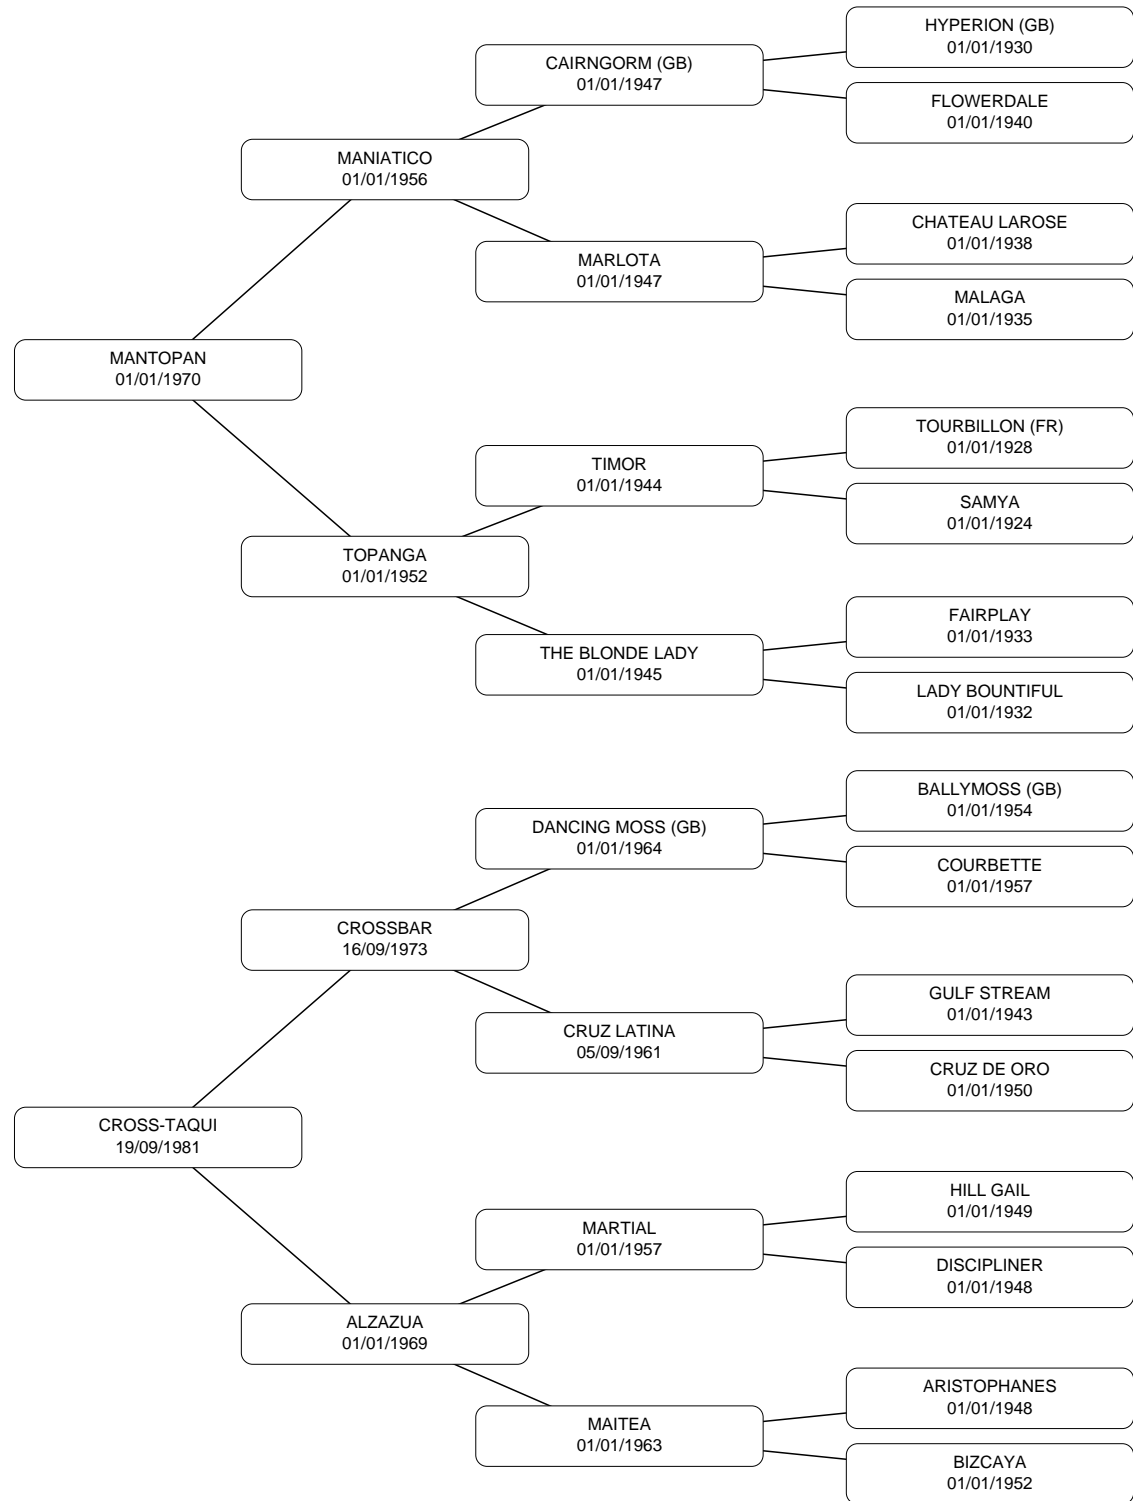 HYPERION (GB)
01/01/1930
CAIRNGORM (GB)
01/01/1947
FLOWERDALE
01/01/1940
MANIATICO
01/01/1956
CHATEAU LAROSE
01/01/1938
MARLOTA
01/01/1947
MALAGA
01/01/1935
MANTOPAN
01/01/1970
TOURBILLON (FR)
01/01/1928
TIMOR
01/01/1944
SAMYA
01/01/1924
TOPANGA
01/01/1952
FAIRPLAY
01/01/1933
THE BLONDE LADY
01/01/1945
LADY BOUNTIFUL
01/01/1932
BALLYMOSS (GB)
01/01/1954
DANCING MOSS (GB)
01/01/1964
COURBETTE
01/01/1957
CROSSBAR
16/09/1973
GULF STREAM
01/01/1943
CRUZ LATINA
05/09/1961
CRUZ DE ORO
01/01/1950
CROSS-TAQUI
19/09/1981
HILL GAIL
01/01/1949
MARTIAL
01/01/1957
DISCIPLINER
01/01/1948
ALZAZUA
01/01/1969
ARISTOPHANES
01/01/1948
MAITEA
01/01/1963
BIZCAYA
01/01/1952